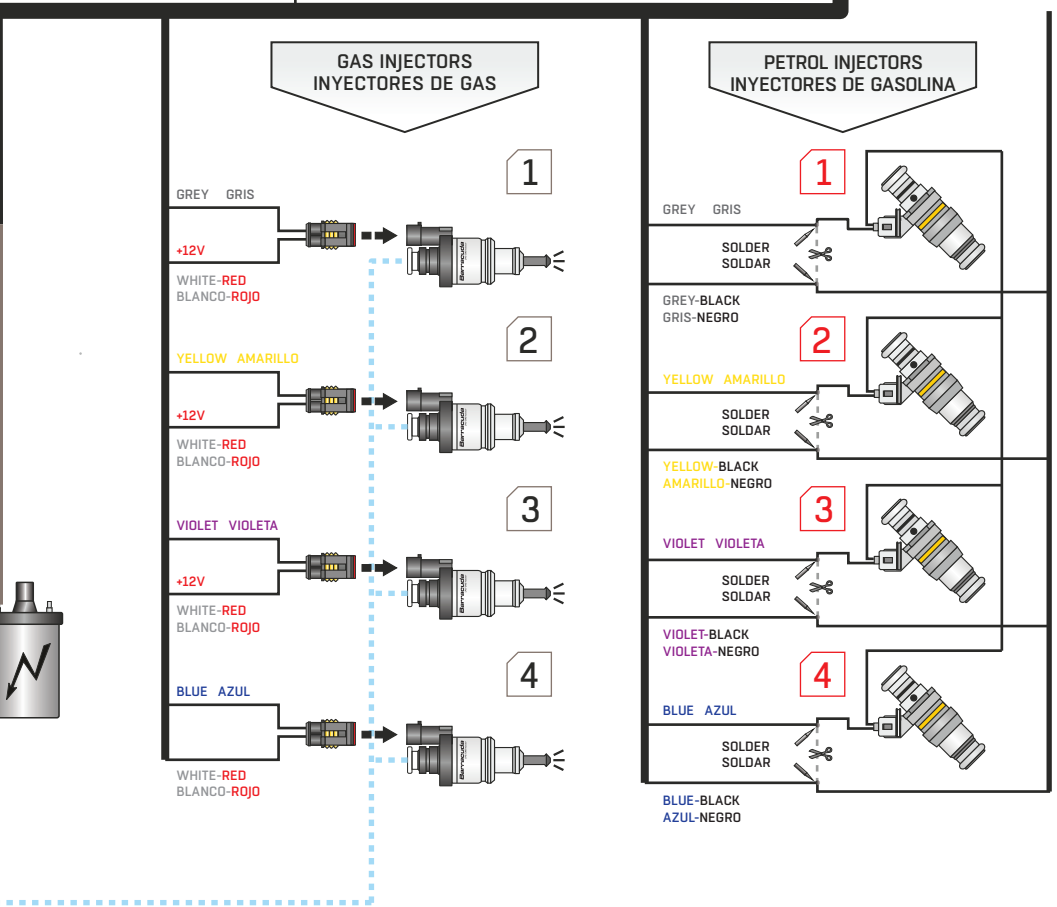 GAS INJECTORS
INYECTORES DE GAS
1
GREY GRIS
+12V
WHITE-RED
BLANCO-ROJO
Barracuda
2
YELLOW AMARILLO
+12V
WHITE-RED
BLANCO-ROJO
Barracuda
3
VIOLET VIOLETA
+12V
WHITE-RED
BLANCO-ROJO
Barracuda
4
BLUE AZUL
WHITE-RED
BLANCO-ROJO
Barracuda
PETROL INJECTORS
INYECTORES DE GASOLINA
1
GREY GRIS
SOLDER
SOLDAR
GREY-BLACK
GRIS-NEGRO
2
YELLOW AMARILLO
SOLDER
SOLDAR
YELLOW-BLACK
AMARILLO-NEGRO
3
VIOLET VIOLETA
SOLDER
SOLDAR
VIOLET-BLACK
VIOLETA-NEGRO
4
BLUE AZUL
SOLDER
SOLDAR
BLUE-BLACK
AZUL-NEGRO